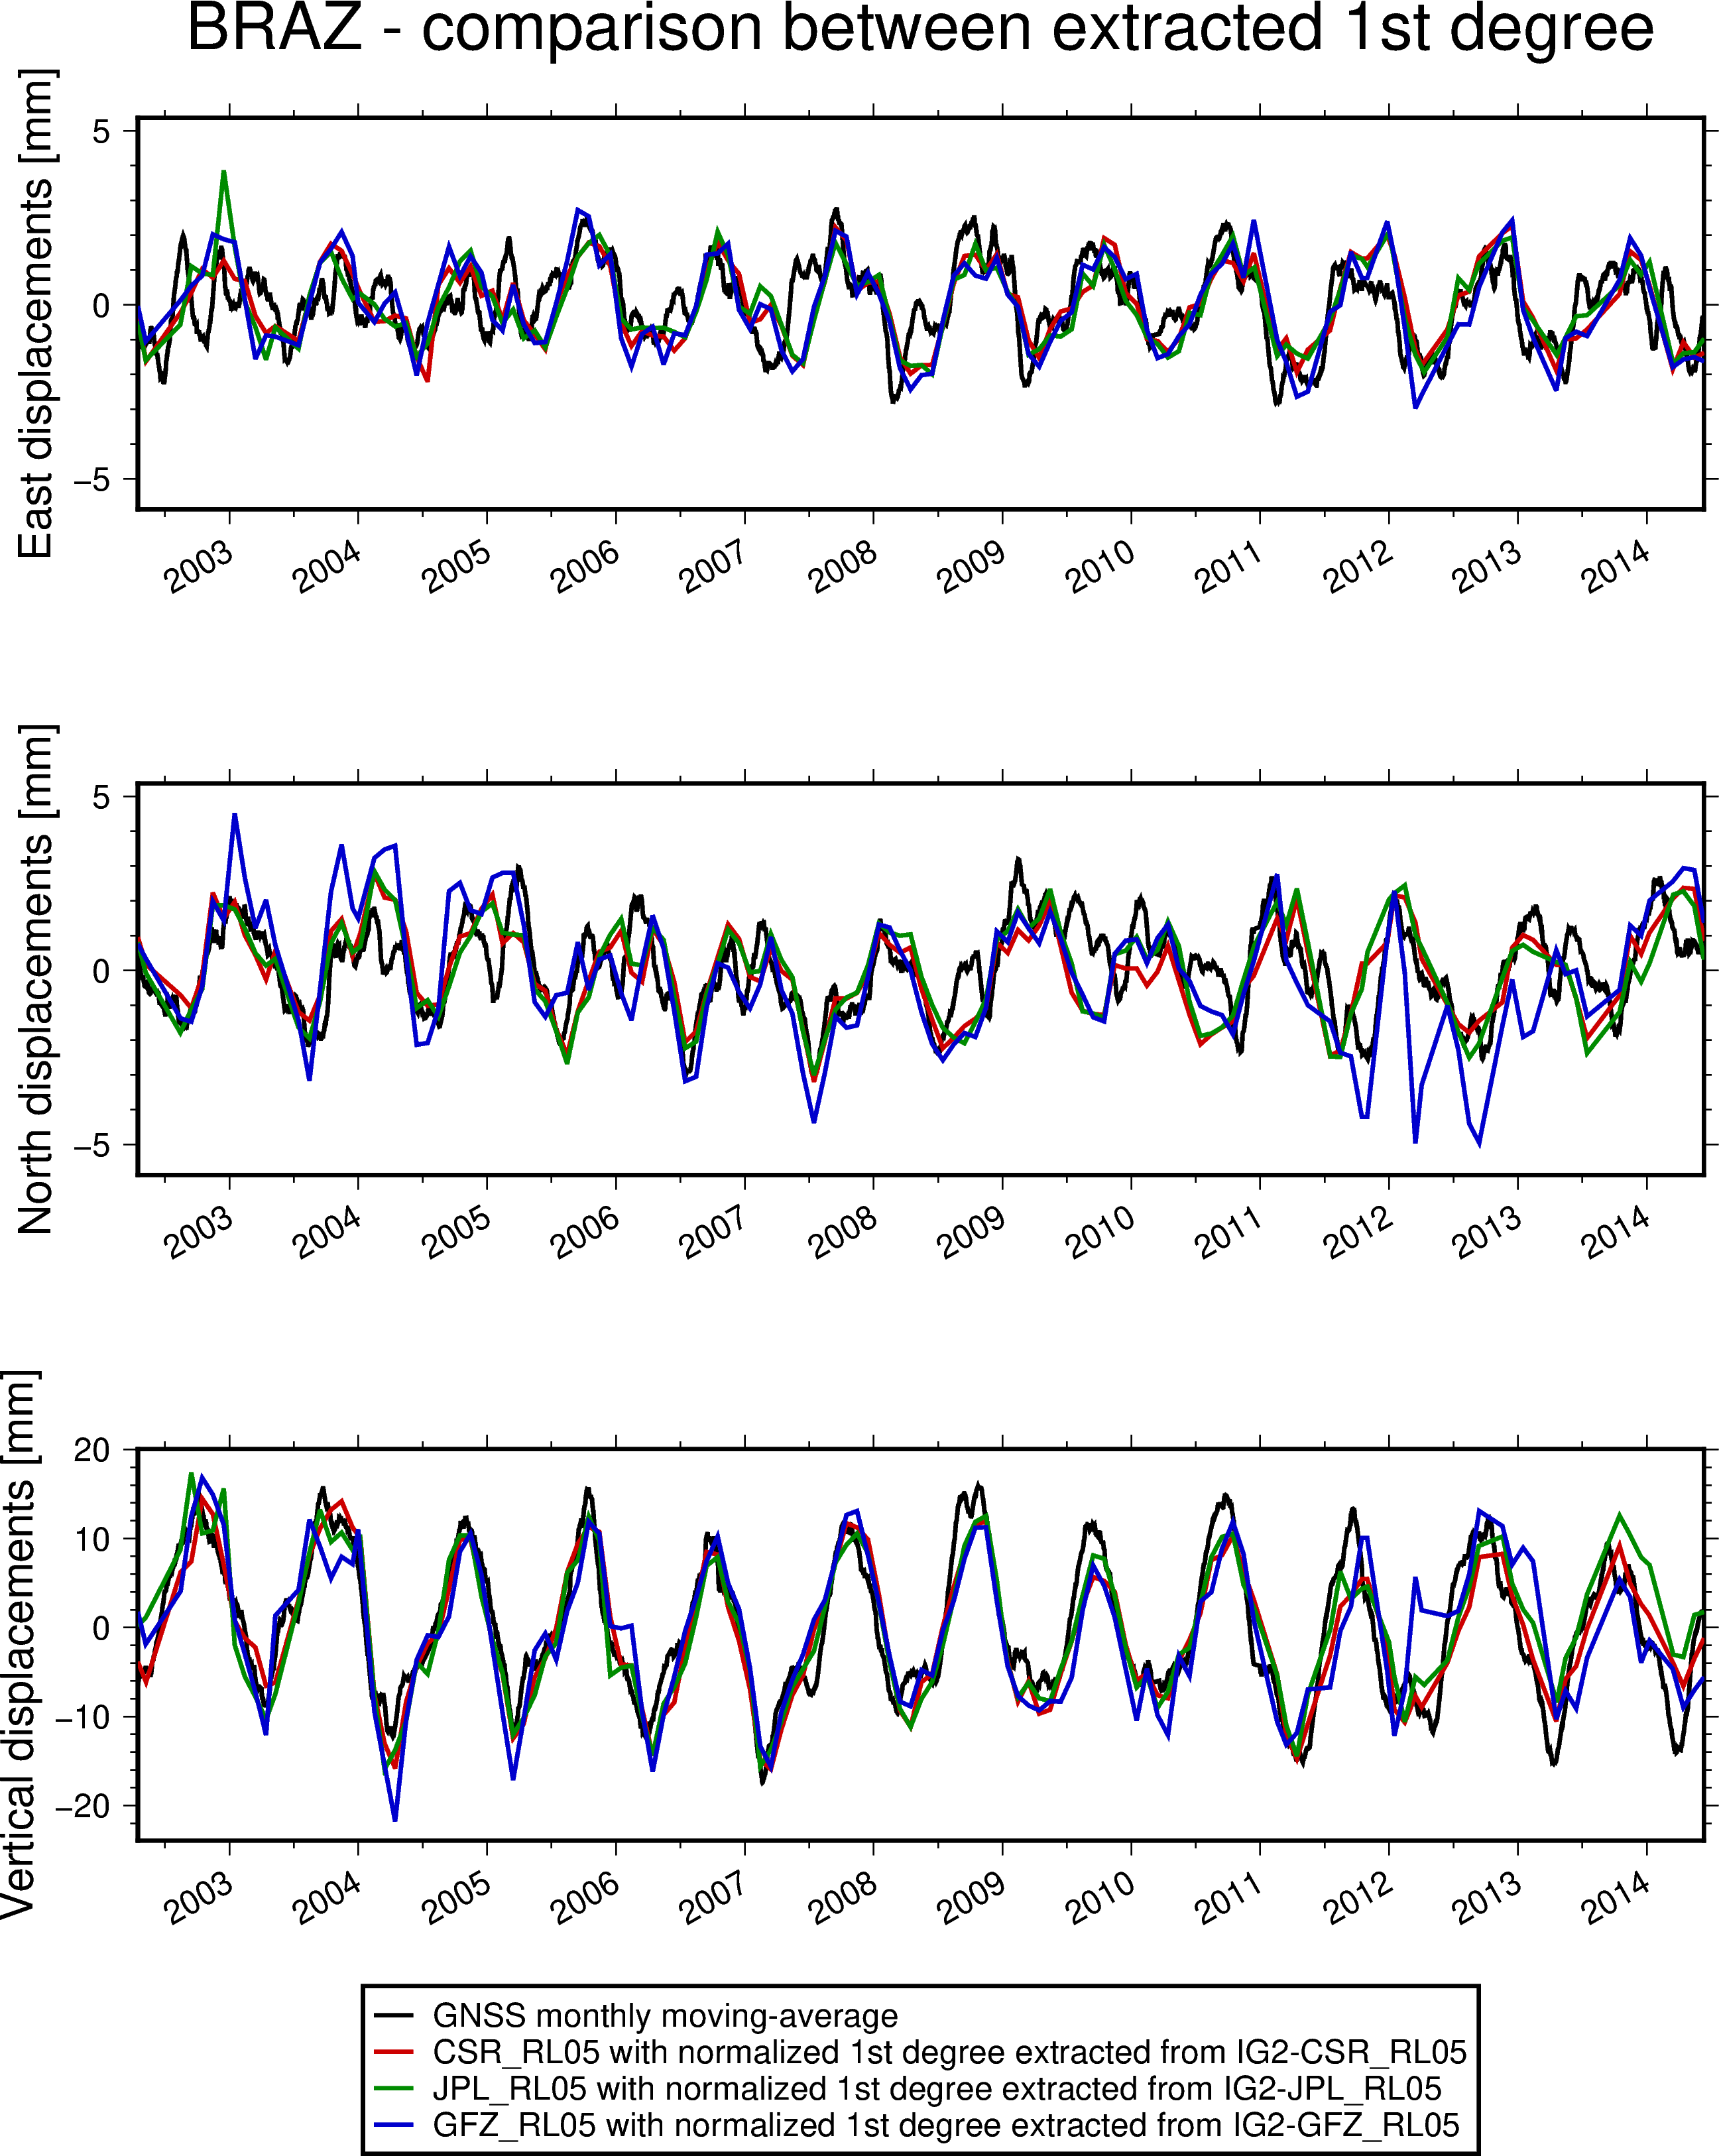 BRAZ - comparison between extracted 1st degree
East displacements [mm]
5
0
−5
2003 2004 2005 2006 2007 2008 2009 2010 2011 2012 2013 2014
North displacements [mm]
5
0
−5
2003 2004 2005 2006 2007 2008 2009 2010 2011 2012 2013 2014
Vertical displacements [mm]
20
10
0
−10
−20
2003 2004 2005 2006 2007 2008 2009 2010 2011 2012 2013 2014
GNSS monthly moving-average
CSR_RL05 with normalized 1st degree extracted from IG2-CSR_RL05
JPL_RL05 with normalized 1st degree extracted from IG2-JPL_RL05
GFZ_RL05 with normalized 1st degree extracted from IG2-GFZ_RL05